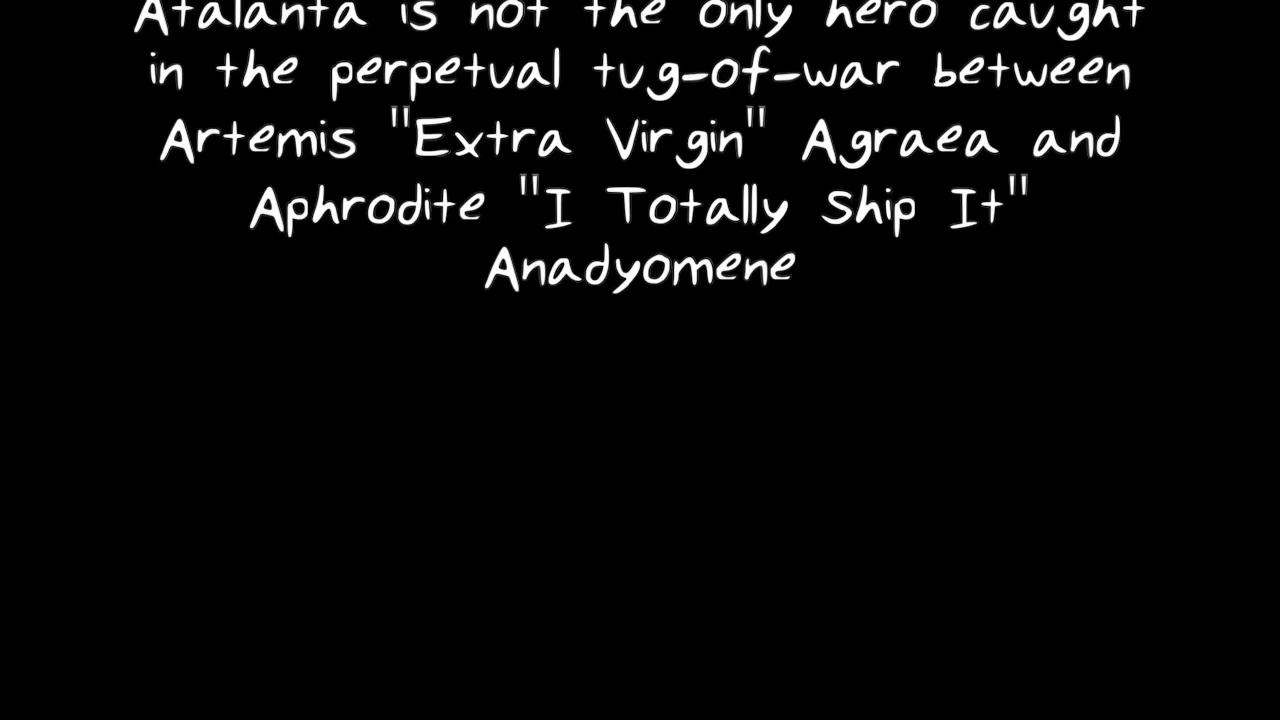 Atalanta is not the only hero caught
in the perpetual tug-of-war between
Artemis "Extra Virgin" Agraea and
Aphrodite "I Totally Ship It"
Anadyomene